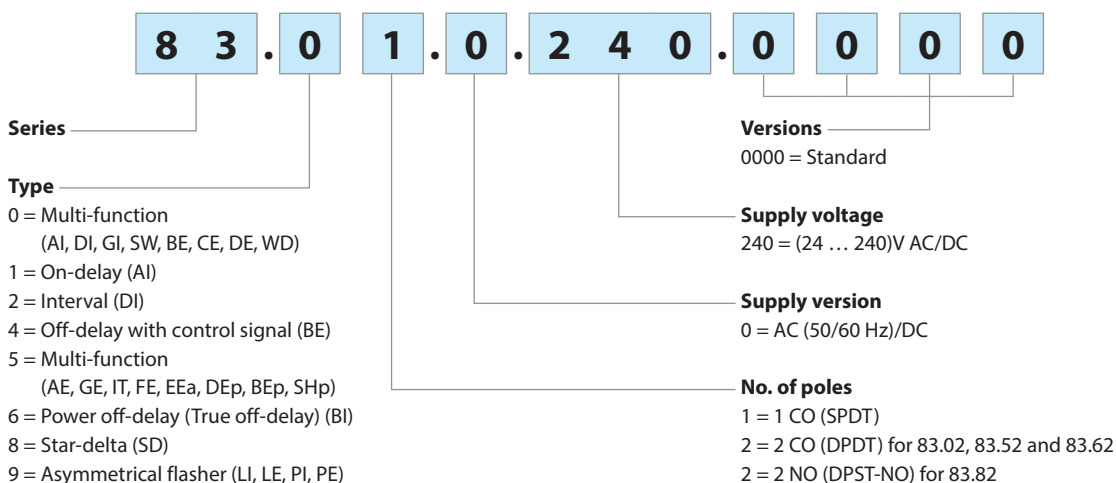 8 3 . 0 1 . 0 . 2 4 0 . 0 0 0 0
Series
Type
0 = Multi-function
(AI, DI, GI, SW, BE, CE, DE, WD)
1 = On-delay (AI)
2 = Interval (DI)
4 = Off-delay with control signal (BE)
5 = Multi-function
(AE, GE, IT, FE, EEa, DEp, BEp, SHp)
6 = Power off-delay (True off-delay) (BI)
8 = Star-delta (SD)
9 = Asymmetrical flasher (LI, LE, PI, PE)
Versions
0000 = Standard
Supply voltage
240 = (24 … 240)V AC/DC
Supply version
0 = AC (50/60 Hz)/DC
No. of poles
1 = 1 CO (SPDT)
2 = 2 CO (DPDT) for 83.02, 83.52 and 83.62
2 = 2 NO (DPST-NO) for 83.82